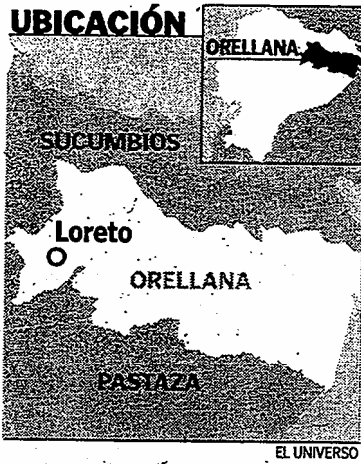 UBICACIÓN
ORELLANA
SUCUMBIOS
Loreto
ORELLANA
PASTAZA
EL UNIVERSO